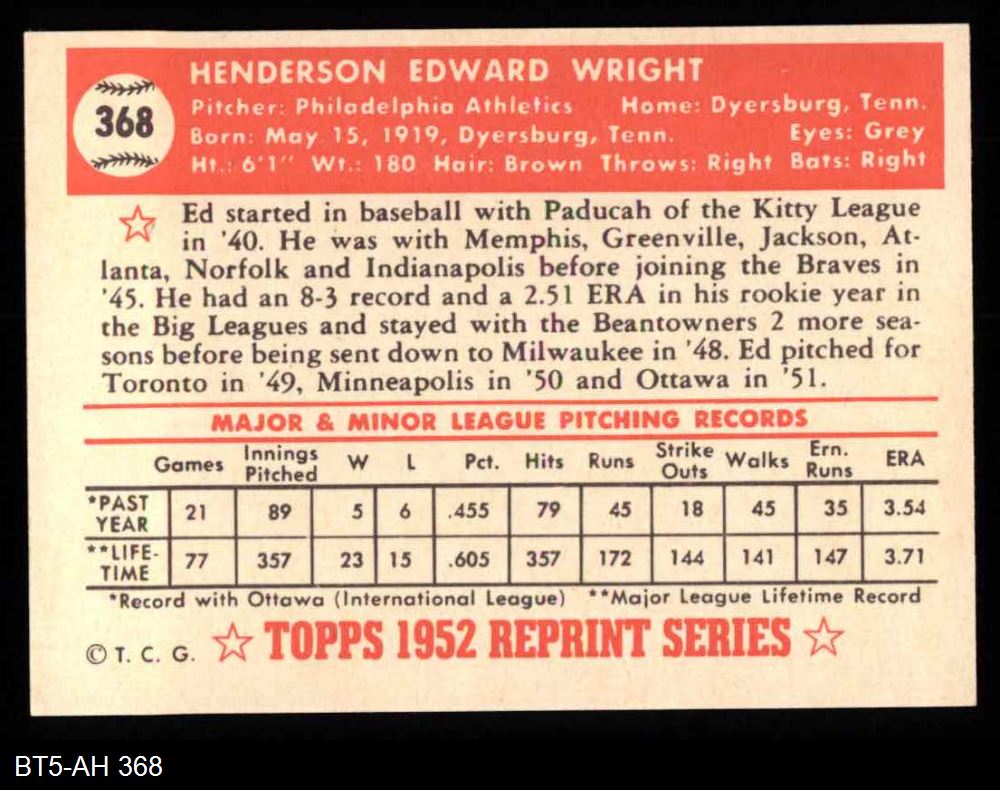 368
HENDERSON EDWARD WRIGHT
Pitcher: Philadelphia Athletics Home: Dyersburg, Tenn.
Born: May 15, 1919, Dyersburg, Tenn. Eyes: Grey
Ht.: 6'1" Wt.: 180 Hair: Brown Throws: Right Bats: Right
Ed started in baseball with Paducah of the Kitty League
in '40. He was with Memphis, Greenville, Jackson, At-
lanta, Norfolk and Indianapolis before joining the Braves in
'45. He had an 8-3 record and a 2.51 ERA in his rookie year in
the Big Leagues and stayed with the Beantowners 2 more sea-
sons before being sent down to Milwaukee in '48. Ed pitched for
Toronto in '49, Minneapolis in '50 and Ottawa in '51.
MAJOR & MINOR LEAGUE PITCHING RECORDS
Games Innings Pitched W L Pct. Hits Runs Strike Outs Walks Ern. Runs ERA
*PAST YEAR 21 89 5 6 .455 79 45 18 45 35 3.54
**LIFE-TIME 77 357 23 15 .605 357 172 144 141 147 3.71
*Record with Ottawa (International League) **Major League Lifetime Record
© T. C. G. TOPPS 1952 REPRINT SERIES
BT5-AH 368